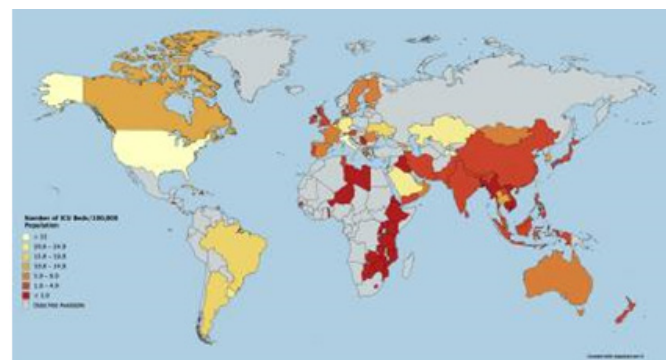 Number of ICU Beds/100,000
Population
> 25
20.0 - 24.9
15.0 - 19.9
10.0 - 14.9
5.0 - 9.9
1.0 - 4.9
< 1.0
Data Not Available